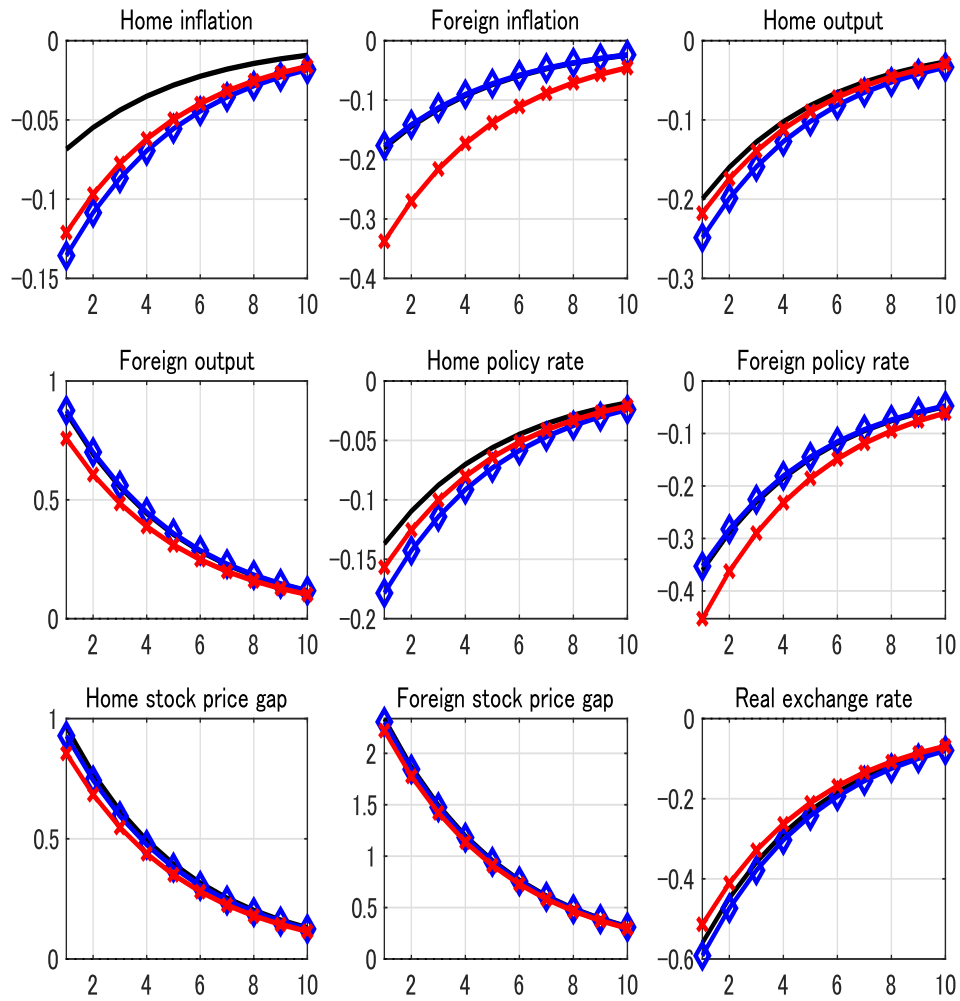 Home inflation
0
−0.05
−0.1
−0.15
2 4 6 8 10
Foreign inflation
0
−0.1
−0.2
−0.3
−0.4
2 4 6 8 10
Home output
0
−0.1
−0.2
−0.3
2 4 6 8 10
Foreign output
1
0.5
0
2 4 6 8 10
Home policy rate
0
−0.05
−0.1
−0.15
−0.2
2 4 6 8 10
Foreign policy rate
0
−0.1
−0.2
−0.3
−0.4
2 4 6 8 10
Home stock price gap
1
0.5
0
2 4 6 8 10
Foreign stock price gap
2
1.5
1
0.5
0
2 4 6 8 10
Real exchange rate
0
−0.2
−0.4
−0.6
2 4 6 8 10